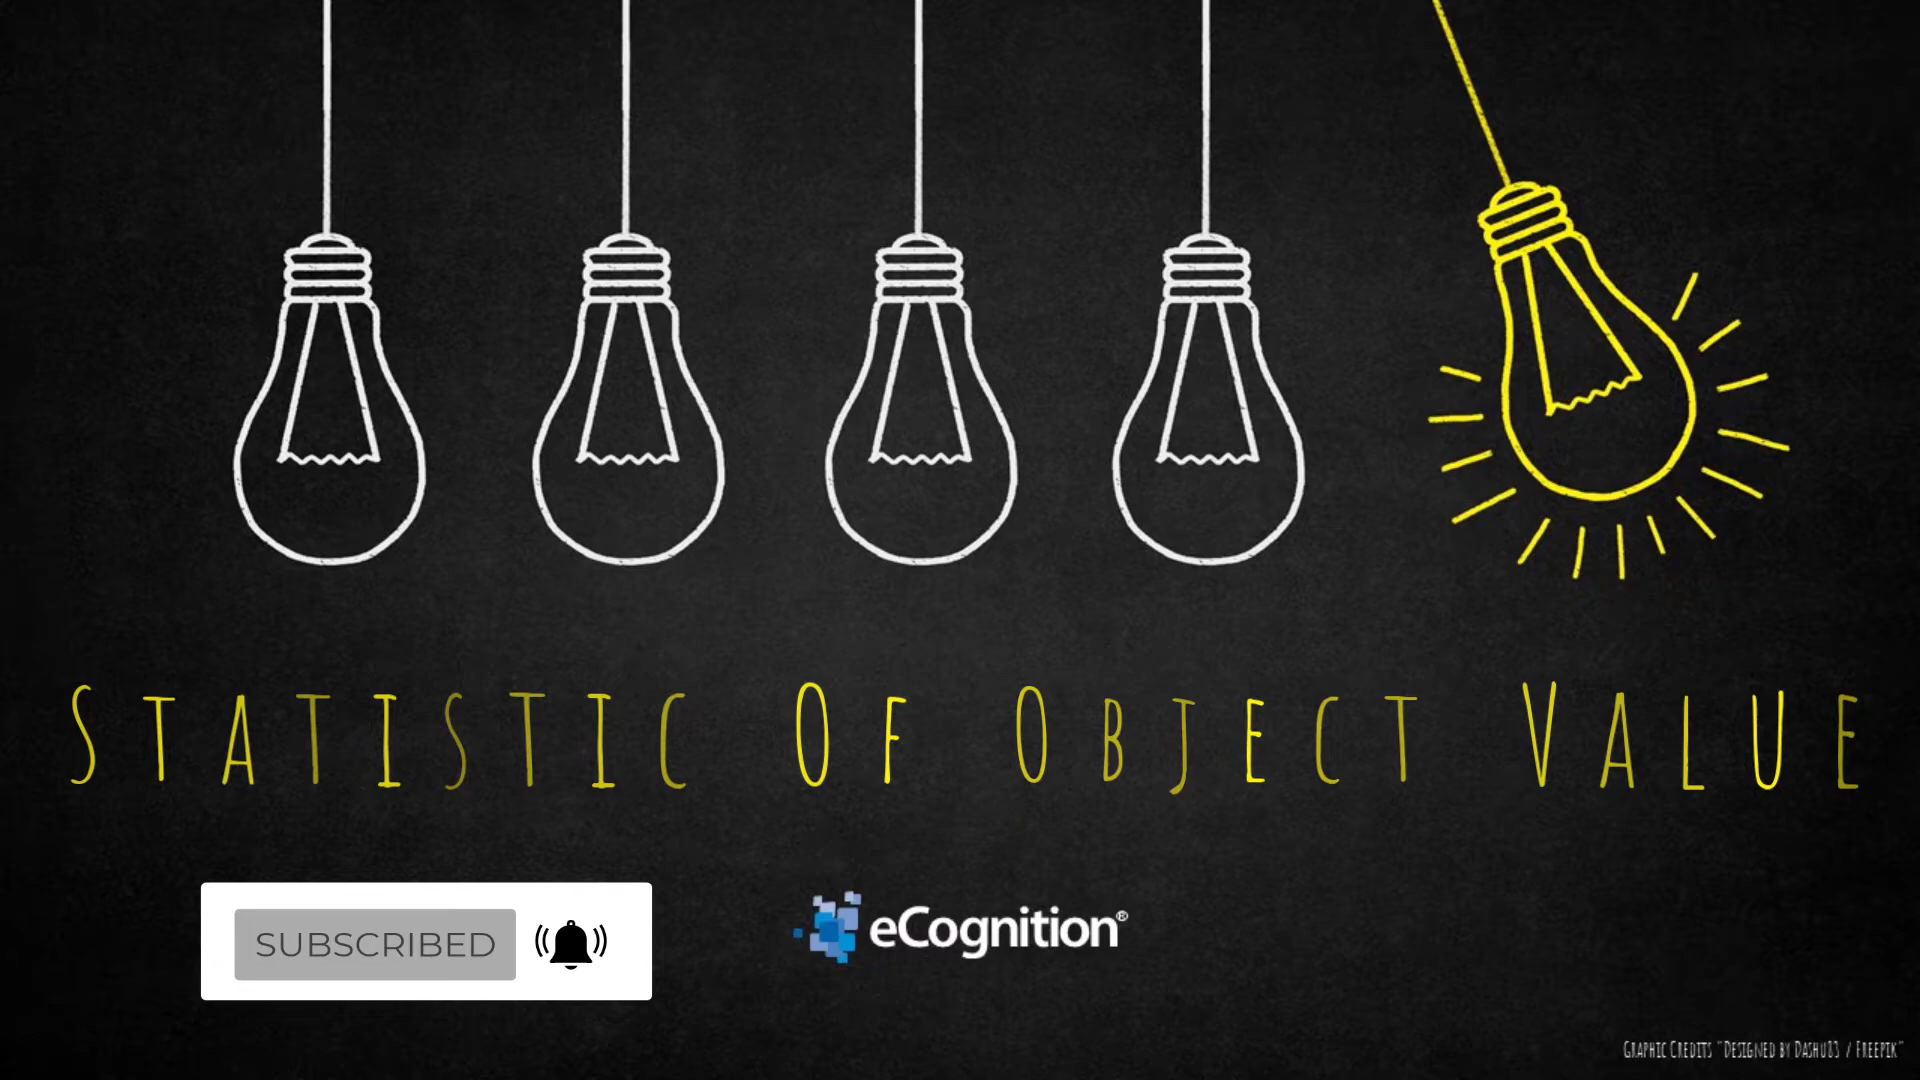 Statistic Of Object Value
SUBSCRIBED
eCognition®
Graphic Credits "Designed by Dashu83 / Freepik"